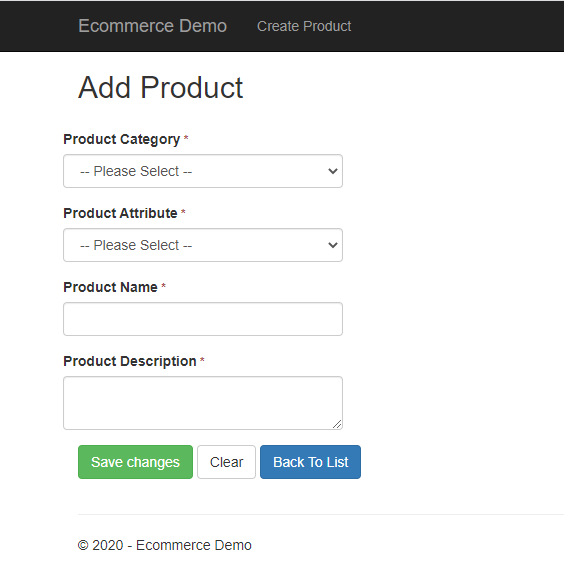 Ecommerce Demo Create Product
Add Product
Product Category *
-- Please Select --
Product Attribute *
-- Please Select --
Product Name *
Product Description *
Save changes Clear Back To List
© 2020 - Ecommerce Demo